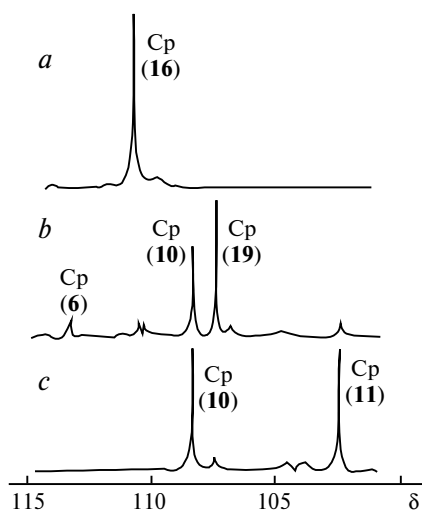 a
Cp
(16)
b
Cp
(6)
Cp
(10)
Cp
(19)
c
Cp
(10)
Cp
(11)
115 110 105 δ